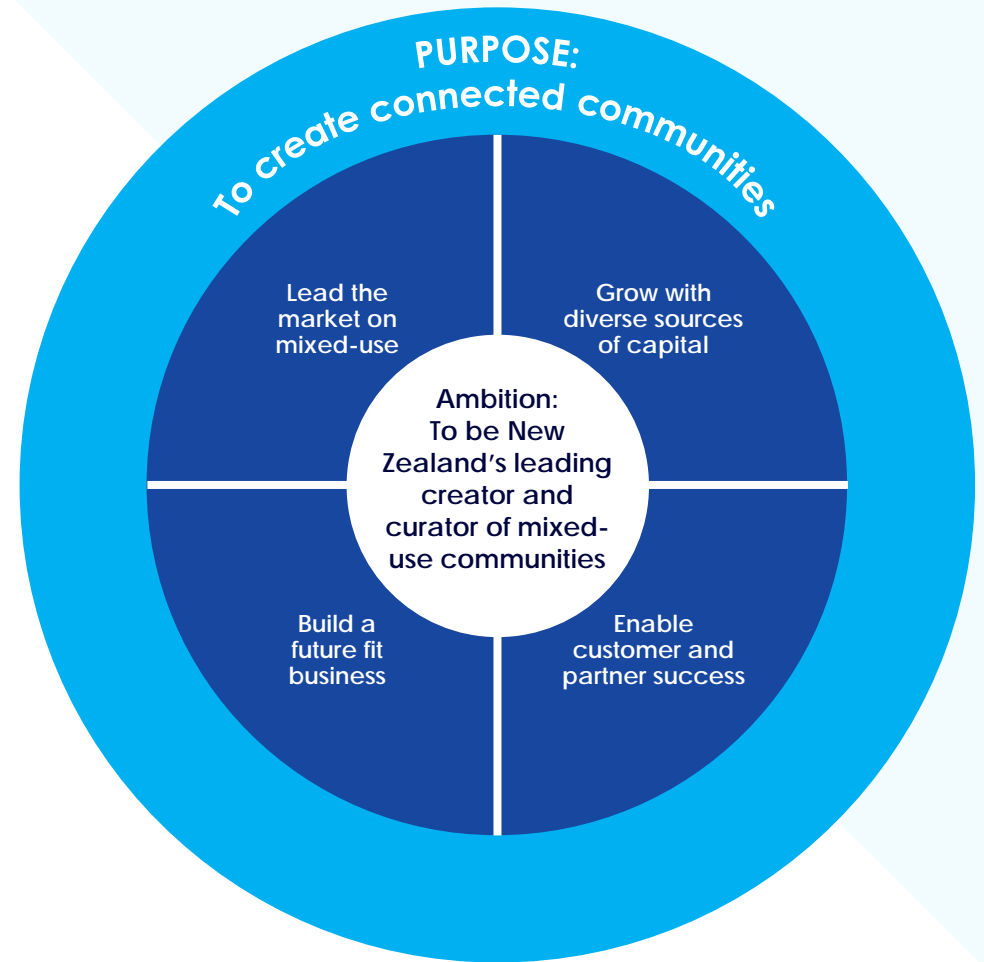 PURPOSE:
To create connected communities
Lead the
market on
mixed-use
Grow with
diverse sources
of capital
Ambition:
To be New
Zealand’s leading
creator and
curator of mixed-
use communities
Build a
future fit
business
Enable
customer and
partner success